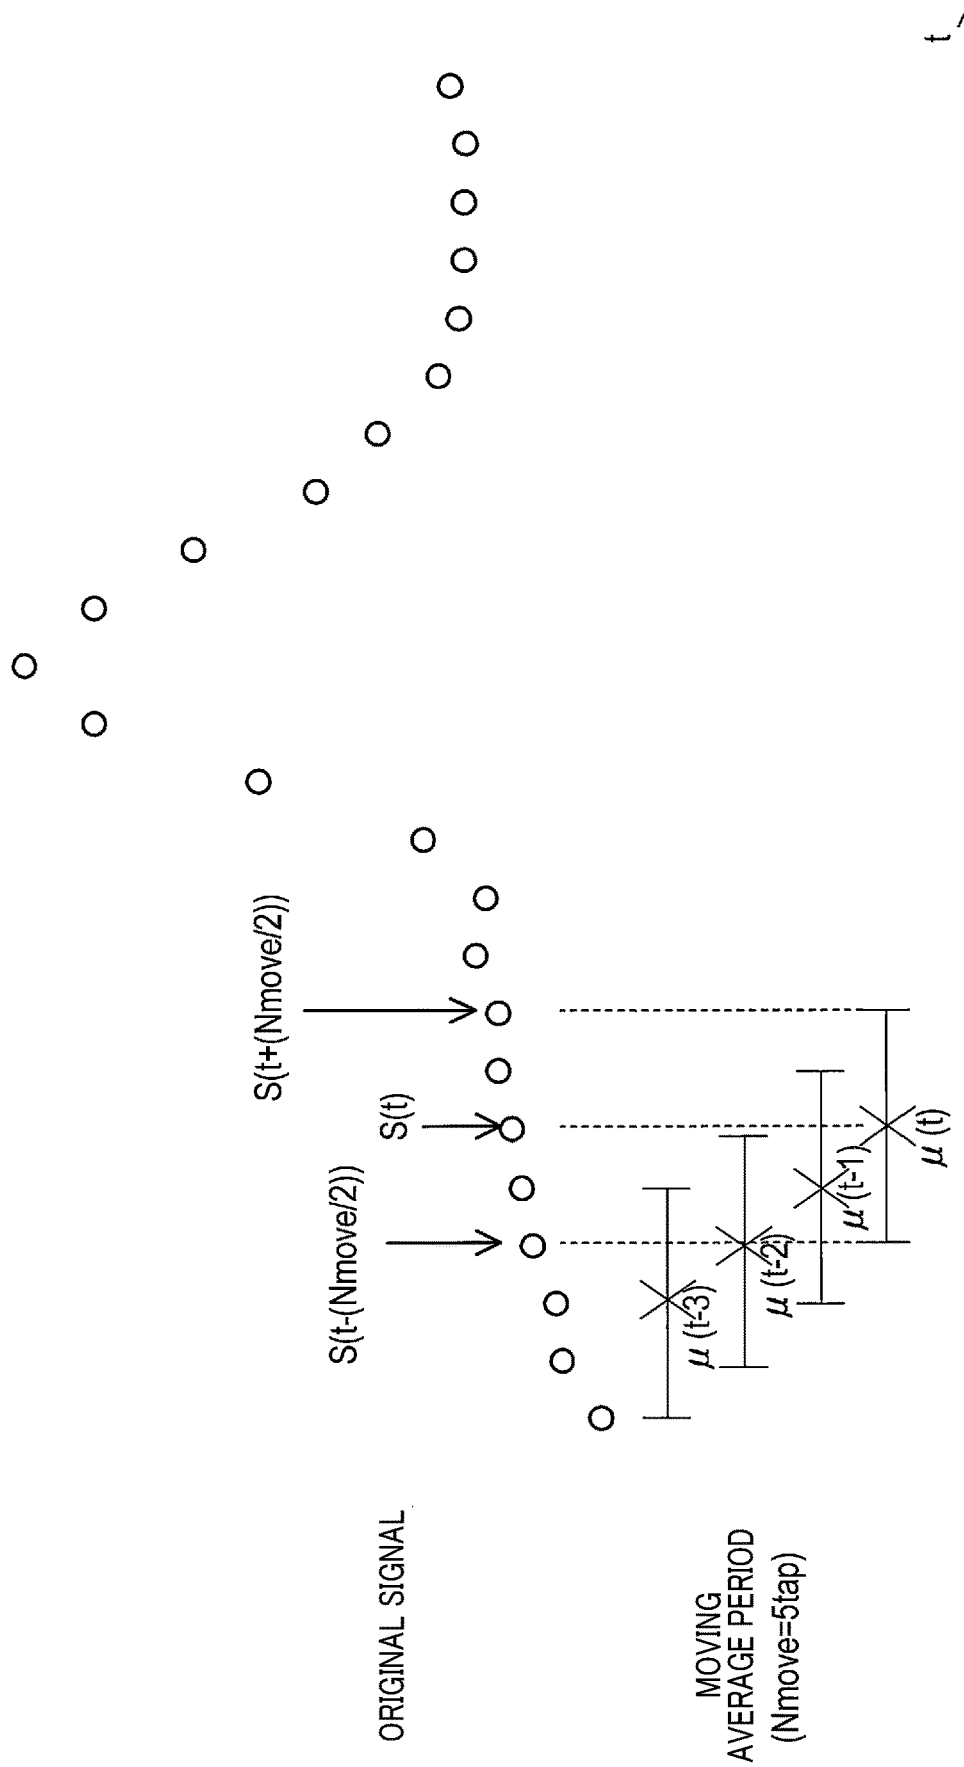 S(t+(Nmove/2))
S(t)
S(t-(Nmove/2))
ORIGINAL SIGNAL
MOVING
AVERAGE PERIOD
(Nmove=5tap)
μ(t-3)
μ(t-2)
μ(t-1)
μ(t)
t